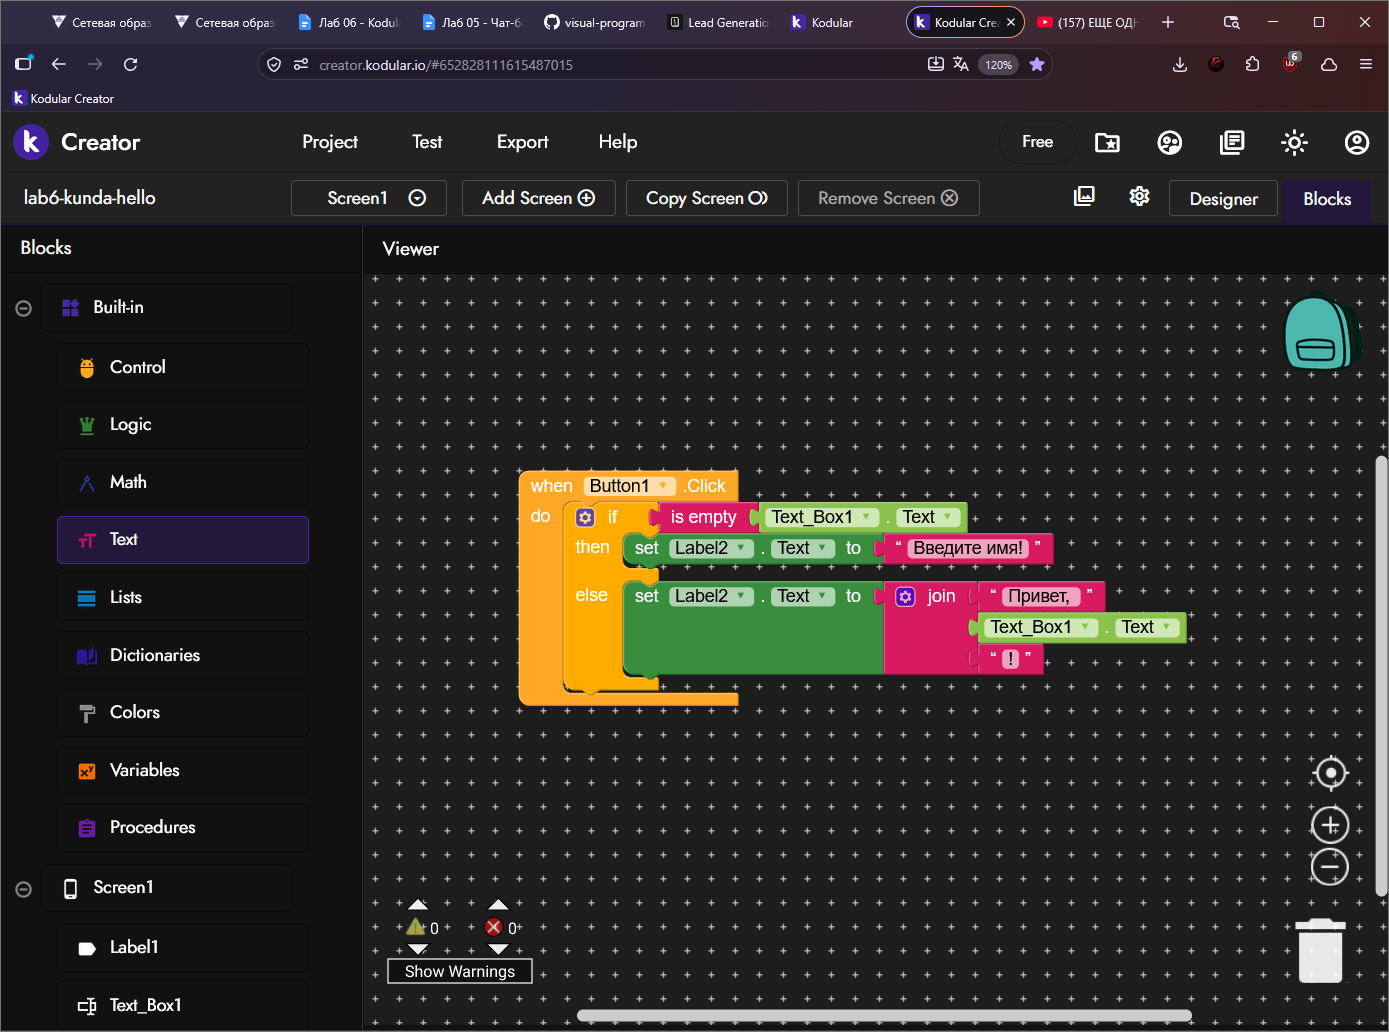 Сетевая образ
Сетевая образ
Лаб 06 - Kodul
Лаб 05 - Чат-б
visual-program
Lead Generatio
Kodular
Kodular Cre
(157) ЕЩЕ ОДН
creator.kodular.io/#652828111615487015
120%
6
Kodular Creator
Creator
Project
Test
Export
Help
Free
lab6-kunda-hello
Screen1
Add Screen
Copy Screen
Remove Screen
Designer
Blocks
Blocks
Viewer
Built-in
Control
Logic
Math
Text
Lists
Dictionaries
Colors
Variables
Procedures
Screen1
Label1
Text_Box1
when Button1 .Click
do if is empty Text_Box1 . Text
then set Label2 . Text to “ Введите имя! ”
else set Label2 . Text to join “ Привет, ”
Text_Box1 . Text
“ ! ”
0 0
Show Warnings